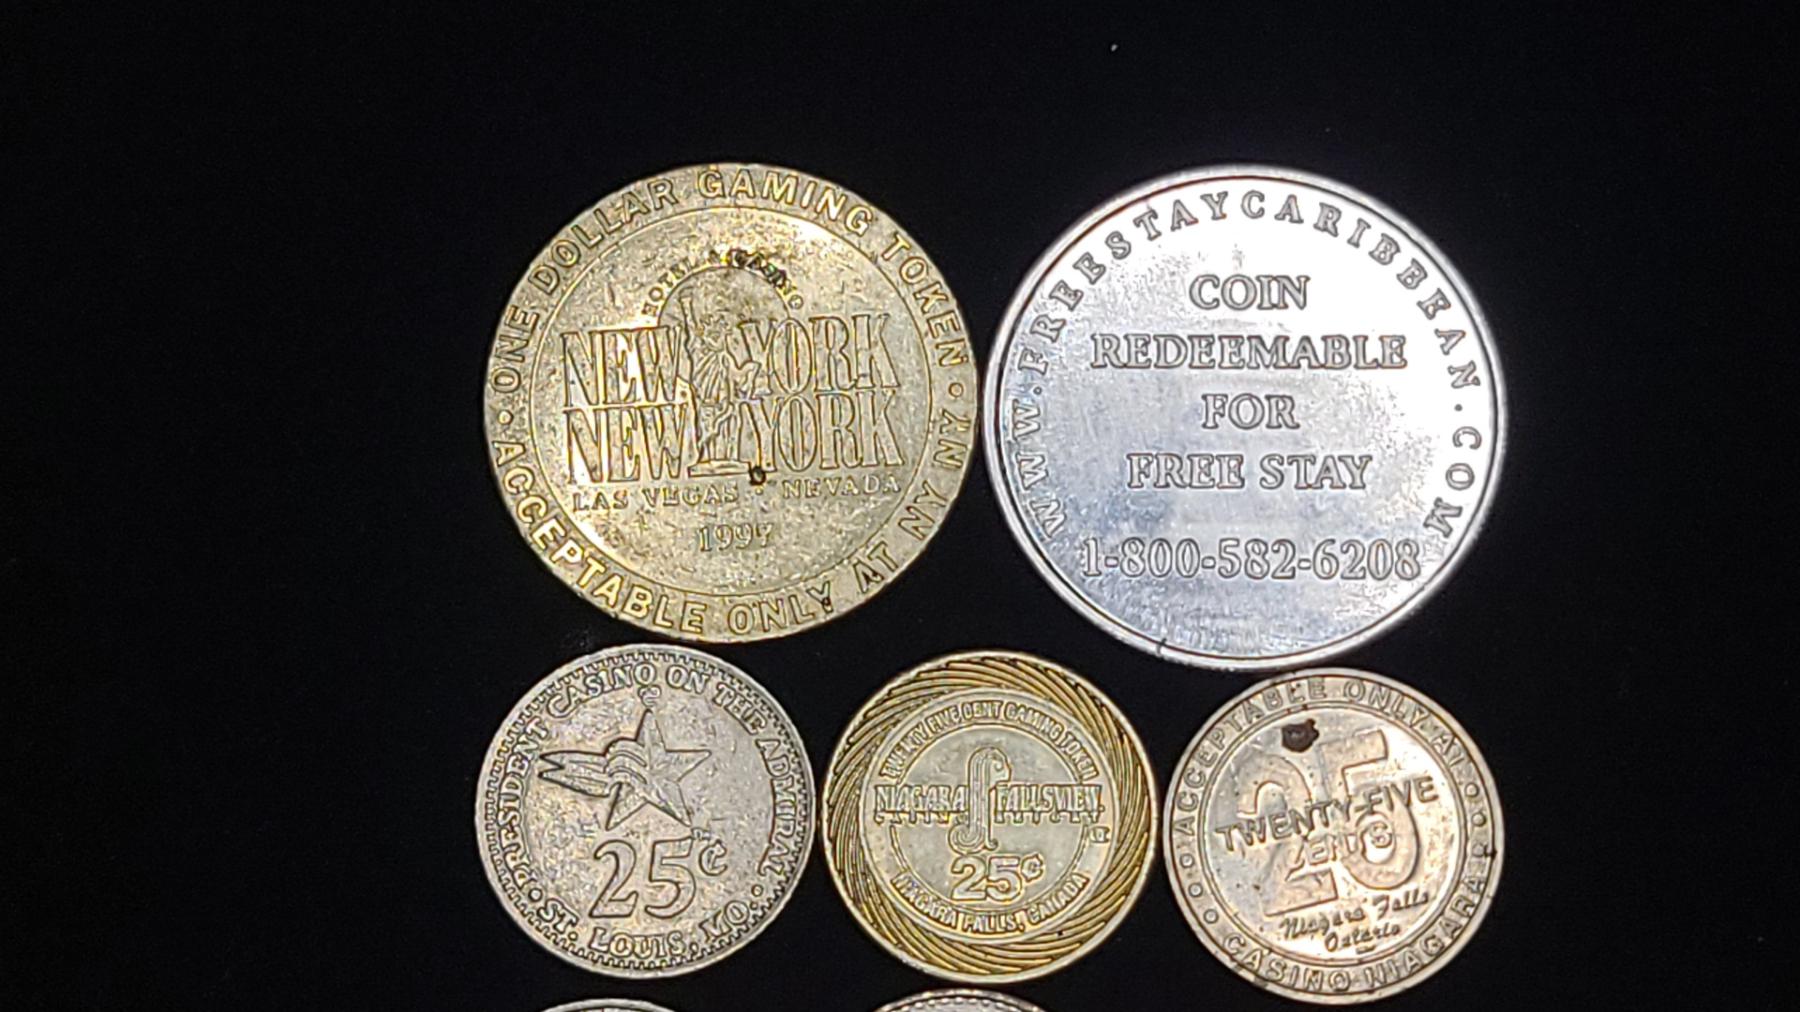 ONE DOLLAR GAMING TOKEN
HOTEL & CASINO
NEW YORK
NEW YORK
LAS VEGAS • NEVADA
1997
ACCEPTABLE ONLY AT NY NY
WWW.FREESTAYCARIBBEAN.COM
COIN
REDEEMABLE
FOR
FREE STAY
1-800-582-6208
PRESIDENT CASINO ON THE ADMIRAL
25¢
ST. LOUIS, MO.
TWENTY FIVE CENT GAMING TOKEN
NIAGARA FALLSVIEW
25¢
NIAGARA FALLS, CANADA
ACCEPTABLE ONLY AT
25
TWENTY-FIVE
CENTS
Niagara Falls
Ontario
CASINO NIAGARA